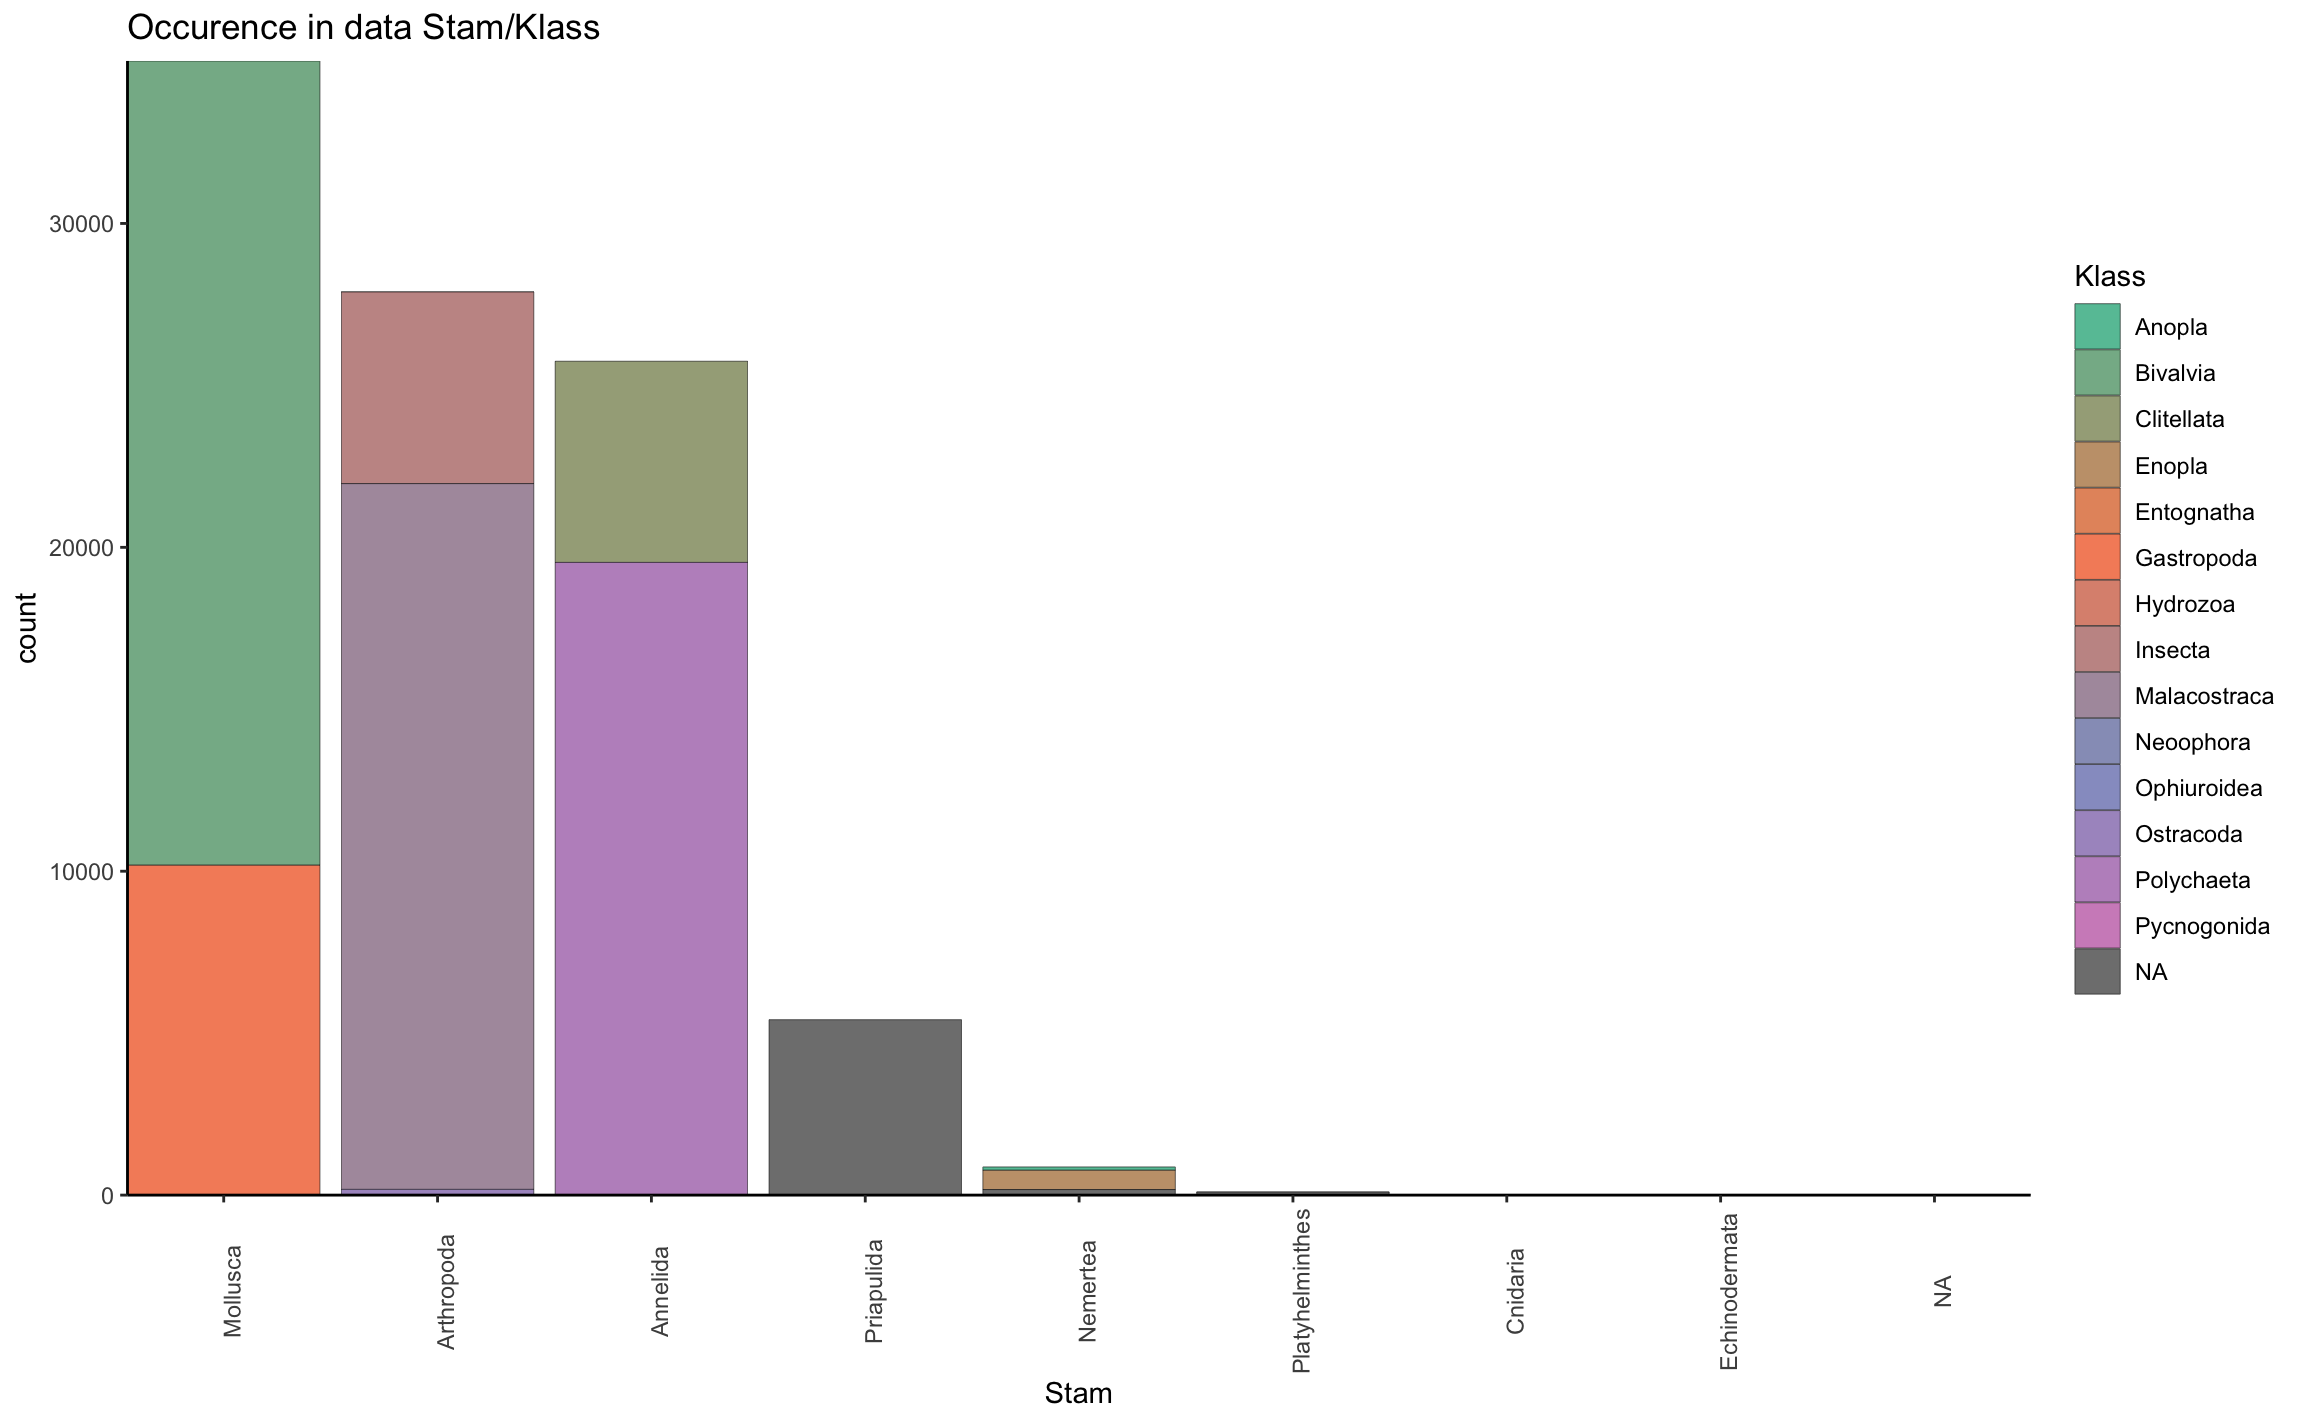 Occurence in data Stam/Klass
count
30000
20000
10000
0
Mollusca
Arthropoda
Annelida
Priapulida
Nemertea
Platyhelminthes
Cnidaria
Echinodermata
NA
Stam
Klass
Anopla
Bivalvia
Clitellata
Enopla
Entognatha
Gastropoda
Hydrozoa
Insecta
Malacostraca
Neoophora
Ophiuroidea
Ostracoda
Polychaeta
Pycnogonida
NA